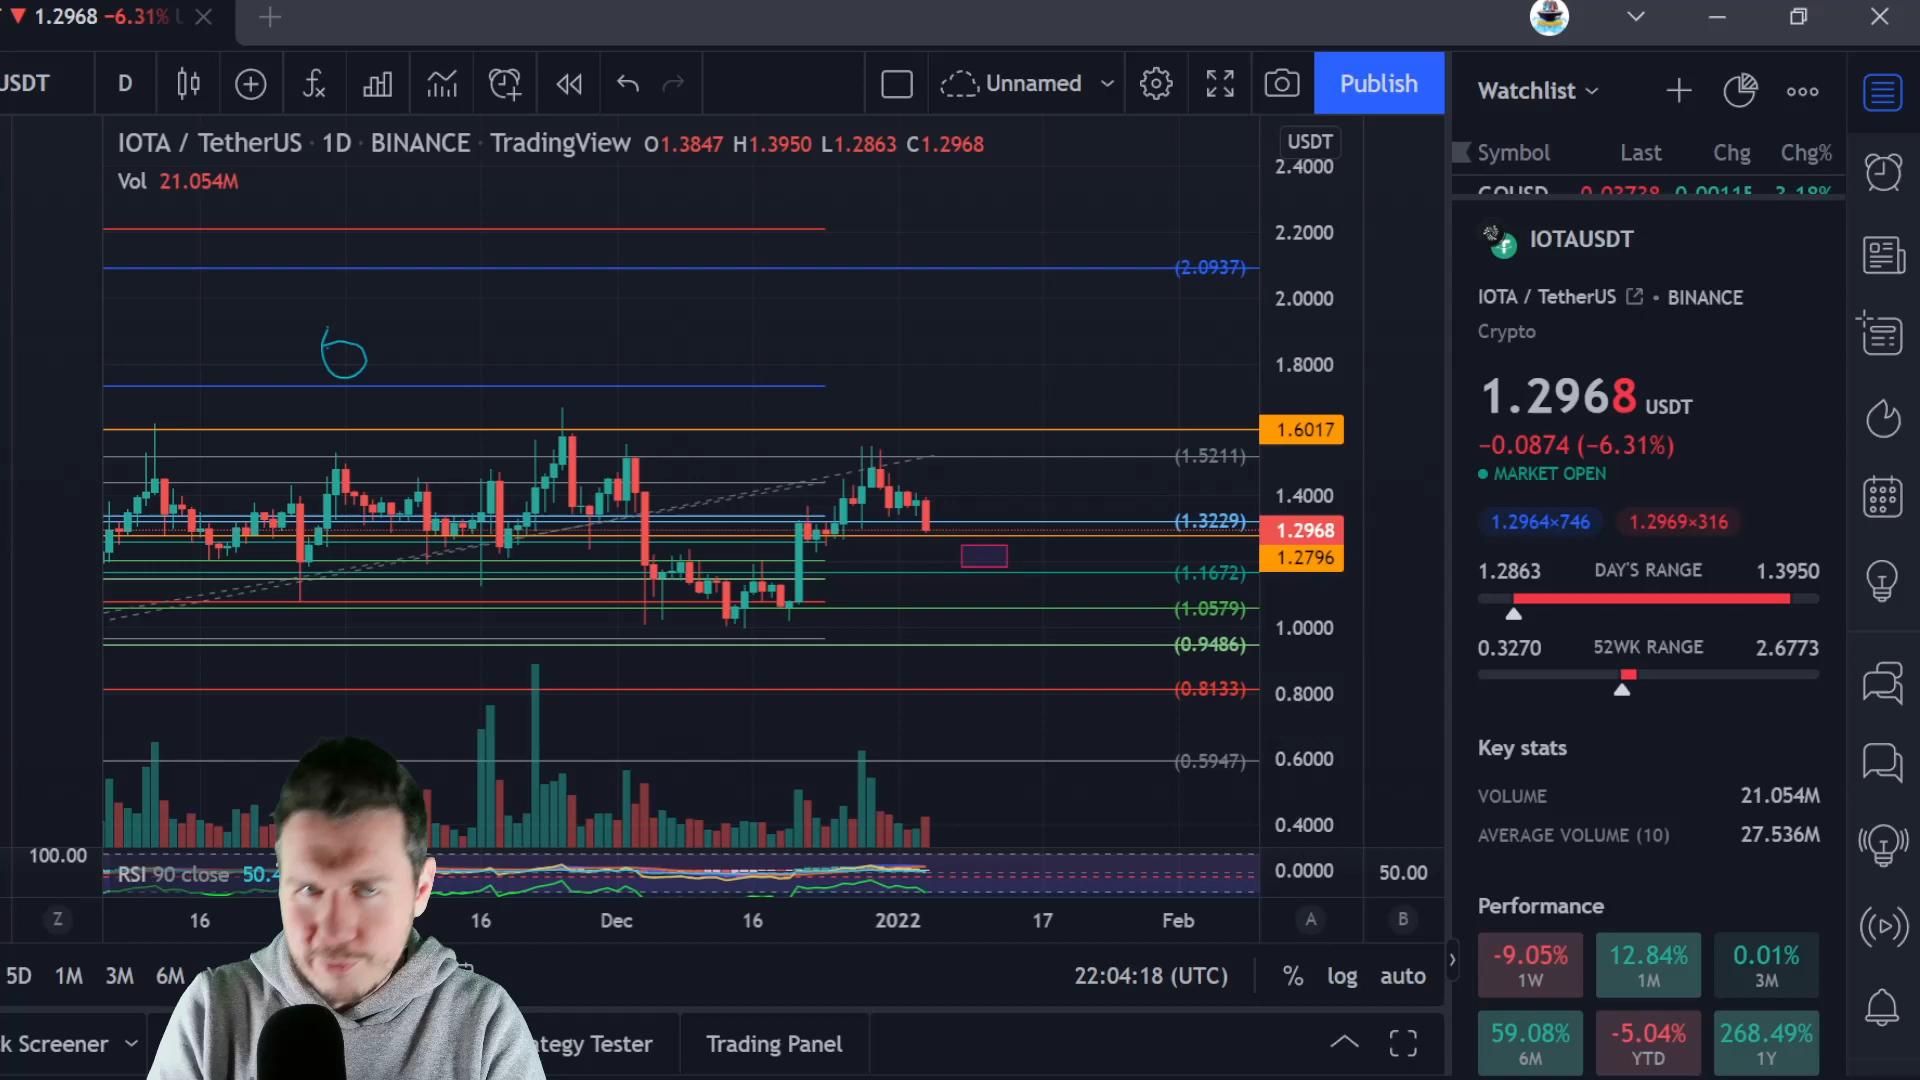 1.2968 −6.31%
USDT D Unnamed Publish
IOTA / TetherUS · 1D · BINANCE · TradingView O1.3847 H1.3950 L1.2863 C1.2968
Vol 21.054M
USDT
2.4000
2.2000
2.0000
1.8000
1.6017
1.4000
1.2968
1.2796
1.0000
0.8000
0.6000
0.4000
0.0000
(2.0937)
(1.5211)
(1.3229)
(1.1672)
(1.0579)
(0.9486)
(0.8133)
(0.5947)
100.00
RSI 90 close 50.4
50.00
Z 16 16 Dec 16 2022 17 Feb A B
5D 1M 3M 6M 22:04:18 (UTC) % log auto
k Screener ategy Tester Trading Panel
Watchlist
Symbol Last Chg Chg%
IOTAUSDT
IOTA / TetherUS • BINANCE
Crypto
1.2968 USDT
−0.0874 (−6.31%)
MARKET OPEN
1.2964×746 1.2969×316
1.2863 DAY'S RANGE 1.3950
0.3270 52WK RANGE 2.6773
Key stats
VOLUME 21.054M
AVERAGE VOLUME (10) 27.536M
Performance
-9.05% 12.84% 0.01%
1W 1M 3M
59.08% -5.04% 268.49%
6M YTD 1Y